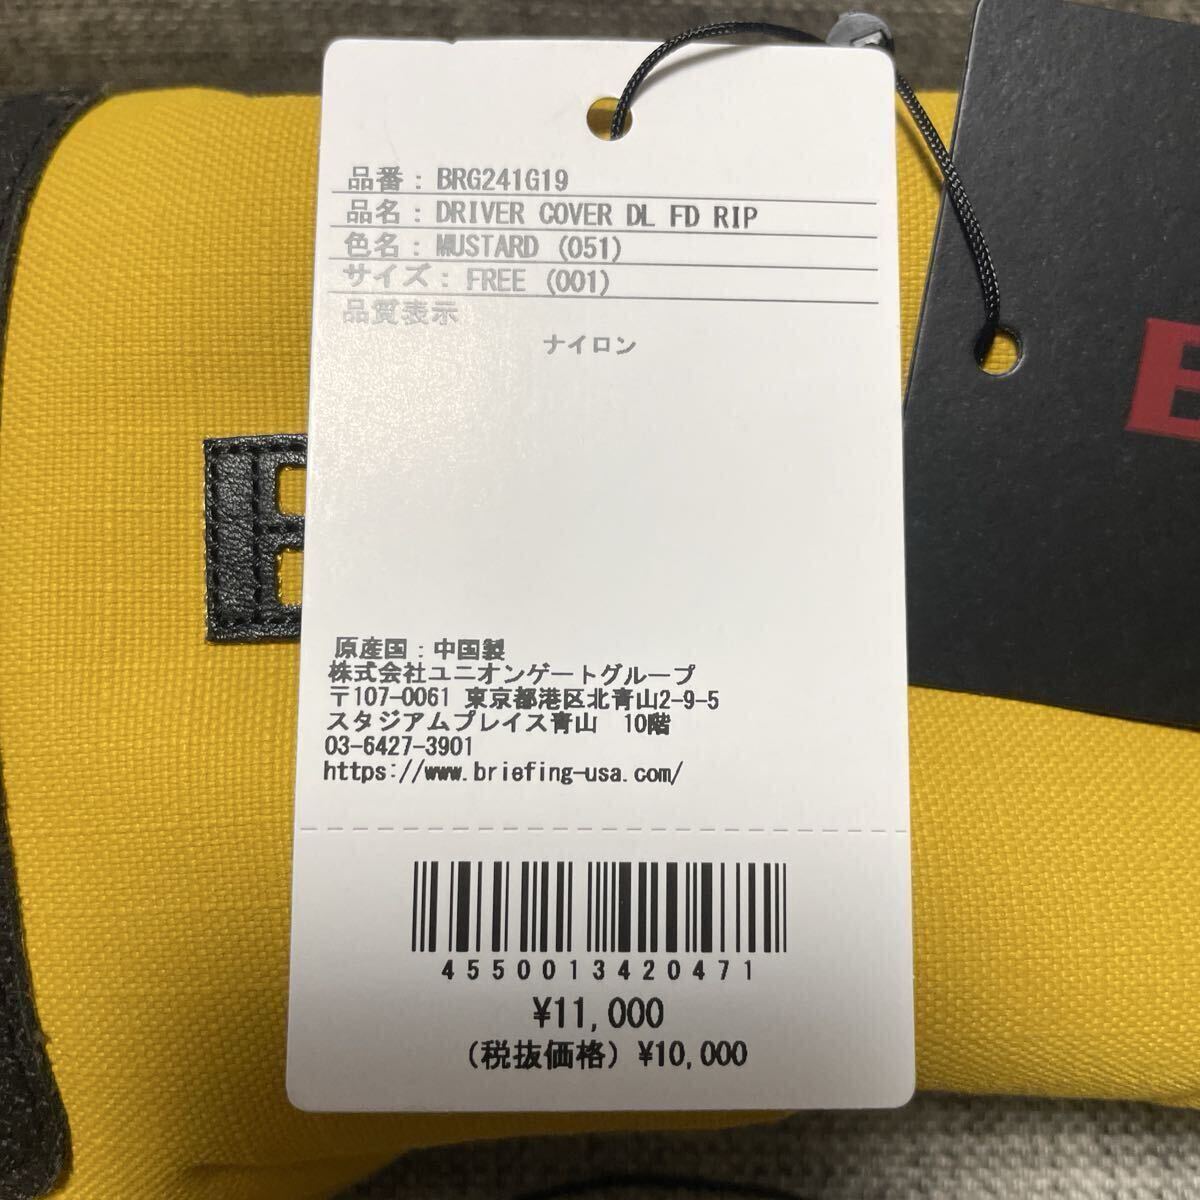 品番：BRG241G19
品名：DRIVER COVER DL FD RIP
色名：MUSTARD (051)
サイズ：FREE (001)
品質表示
ナイロン
原産国：中国製
株式会社ユニオンゲートグループ
〒107-0061 東京都港区北青山2-9-5
スタジアムプレイス青山　10階
03-6427-3901
https://www.briefing-usa.com/
4550013420471
¥11,000
(税抜価格) ¥10,000